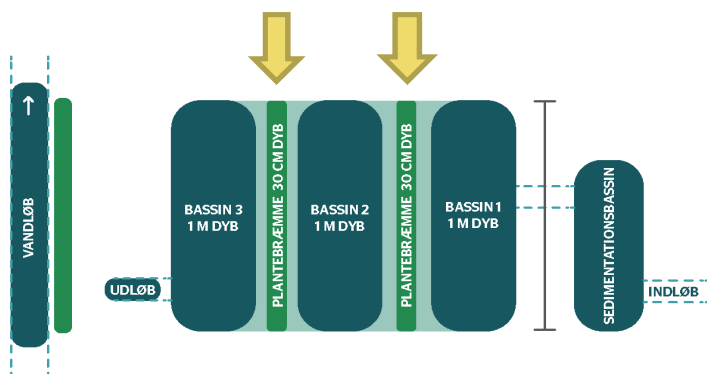 VANDLØB
UDLØB
BASSIN 3
1 M DYB
PLANTEBRÆMME 30 CM DYB
BASSIN 2
1 M DYB
PLANTEBRÆMME 30 CM DYB
BASSIN 1
1 M DYB
SEDIMENTATIONSBASSIN
INDLØB